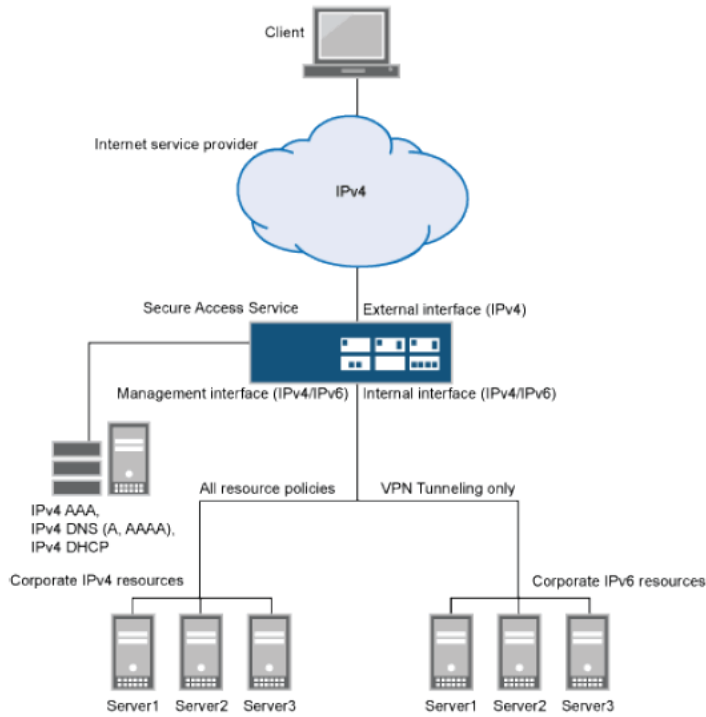 Client
Internet service provider
IPv4
Secure Access Service
External interface (IPv4)
Management interface (IPv4/IPv6)
Internal interface (IPv4/IPv6)
All resource policies
VPN Tunneling only
IPv4 AAA,
IPv4 DNS (A, AAAA),
IPv4 DHCP
Corporate IPv4 resources
Corporate IPv6 resources
Server1
Server2
Server3
Server1
Server2
Server3